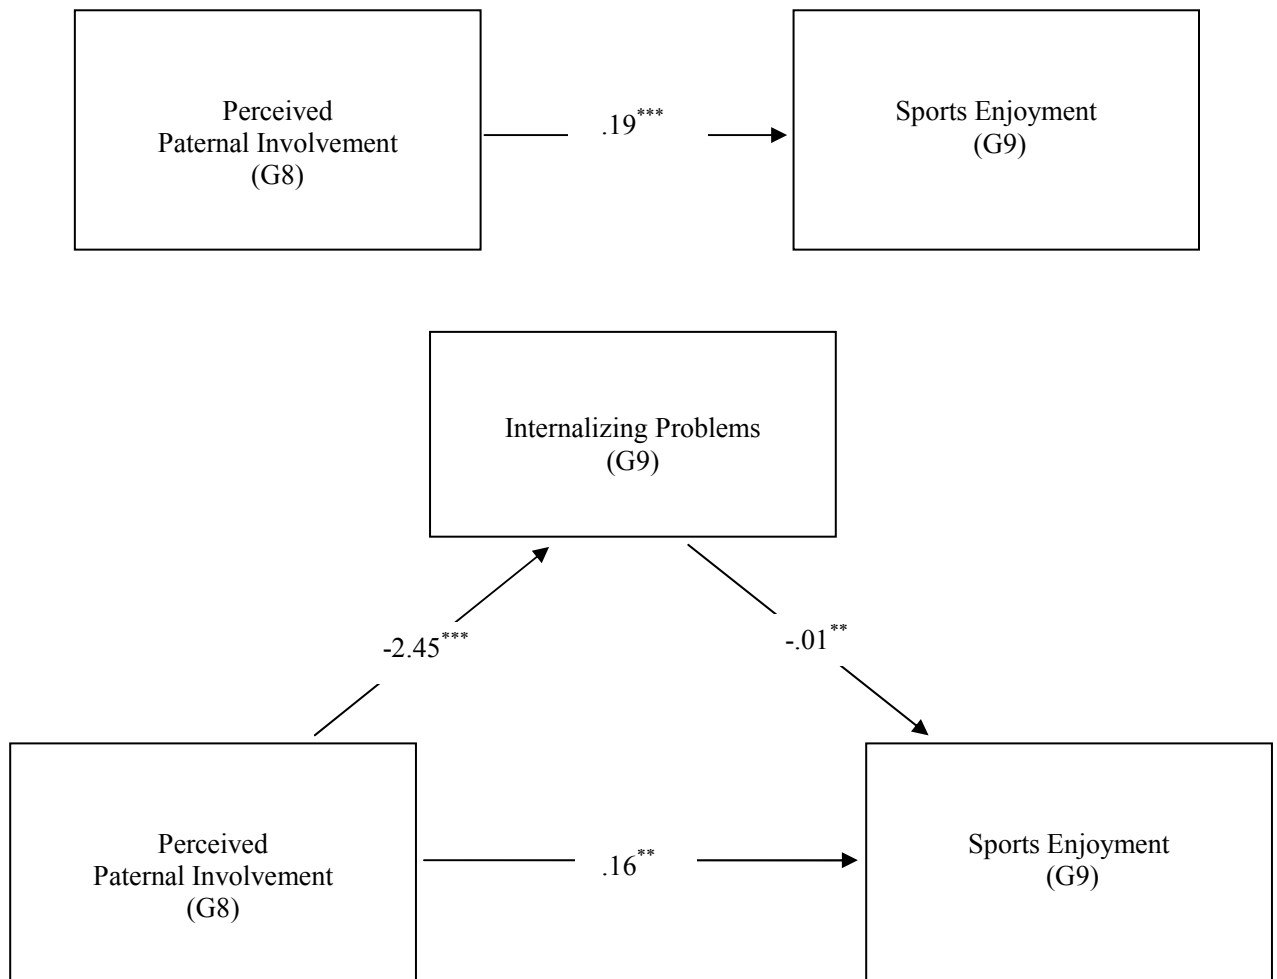 Perceived
Paternal Involvement
(G8)
.19***
Sports Enjoyment
(G9)
Internalizing Problems
(G9)
-2.45***
-.01**
Perceived
Paternal Involvement
(G8)
.16**
Sports Enjoyment
(G9)